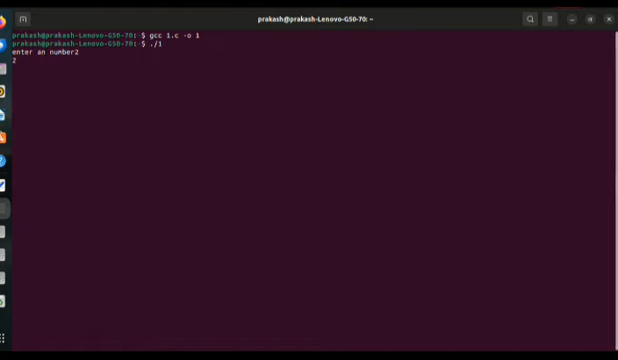 prakash@prakash-Lenovo-G50-70: ~
prakash@prakash-Lenovo-G50-70:~$ gcc 1.c -o 1
prakash@prakash-Lenovo-G50-70:~$ ./1
enter an number2
2